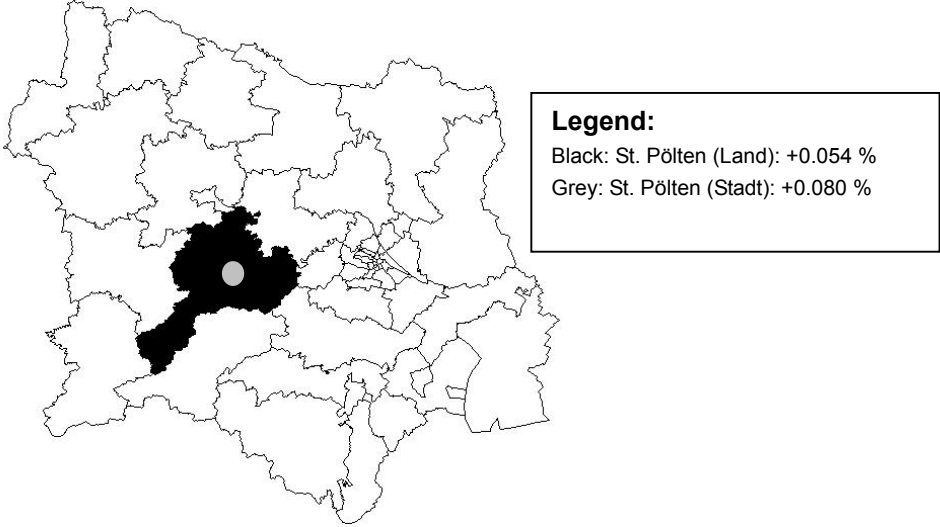 Legend:
Black: St. Pölten (Land): +0.054 %
Grey: St. Pölten (Stadt): +0.080 %